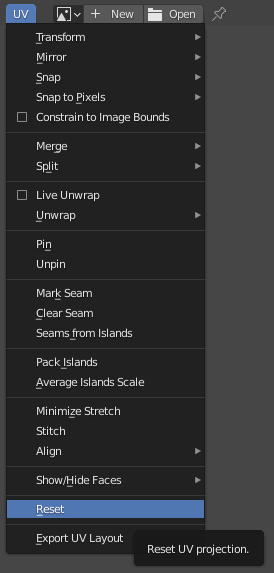 UV + New Open
Transform
Mirror
Snap
Snap to Pixels
Constrain to Image Bounds
Merge
Split
Live Unwrap
Unwrap
Pin
Unpin
Mark Seam
Clear Seam
Seams from Islands
Pack Islands
Average Islands Scale
Minimize Stretch
Stitch
Align
Show/Hide Faces
Reset
Export UV Layout
Reset UV projection.